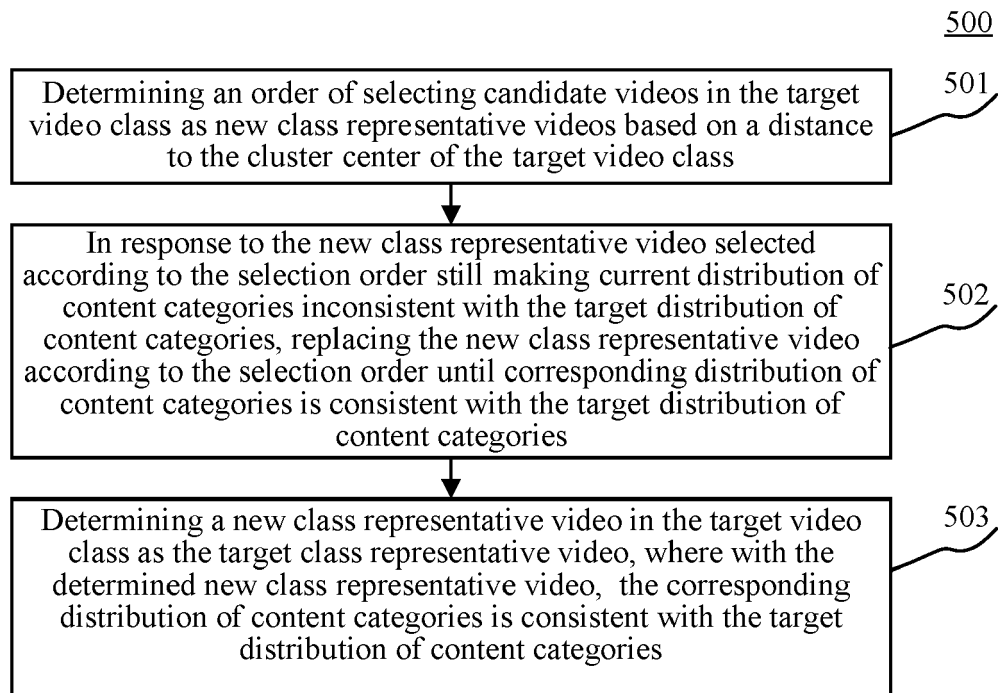 500
Determining an order of selecting candidate videos in the target
video class as new class representative videos based on a distance
to the cluster center of the target video class
501
In response to the new class representative video selected
according to the selection order still making current distribution of
content categories inconsistent with the target distribution of
content categories, replacing the new class representative video
according to the selection order until corresponding distribution of
content categories is consistent with the target distribution of
content categories
502
Determining a new class representative video in the target video
class as the target class representative video, where with the
determined new class representative video, the corresponding
distribution of content categories is consistent with the target
distribution of content categories
503